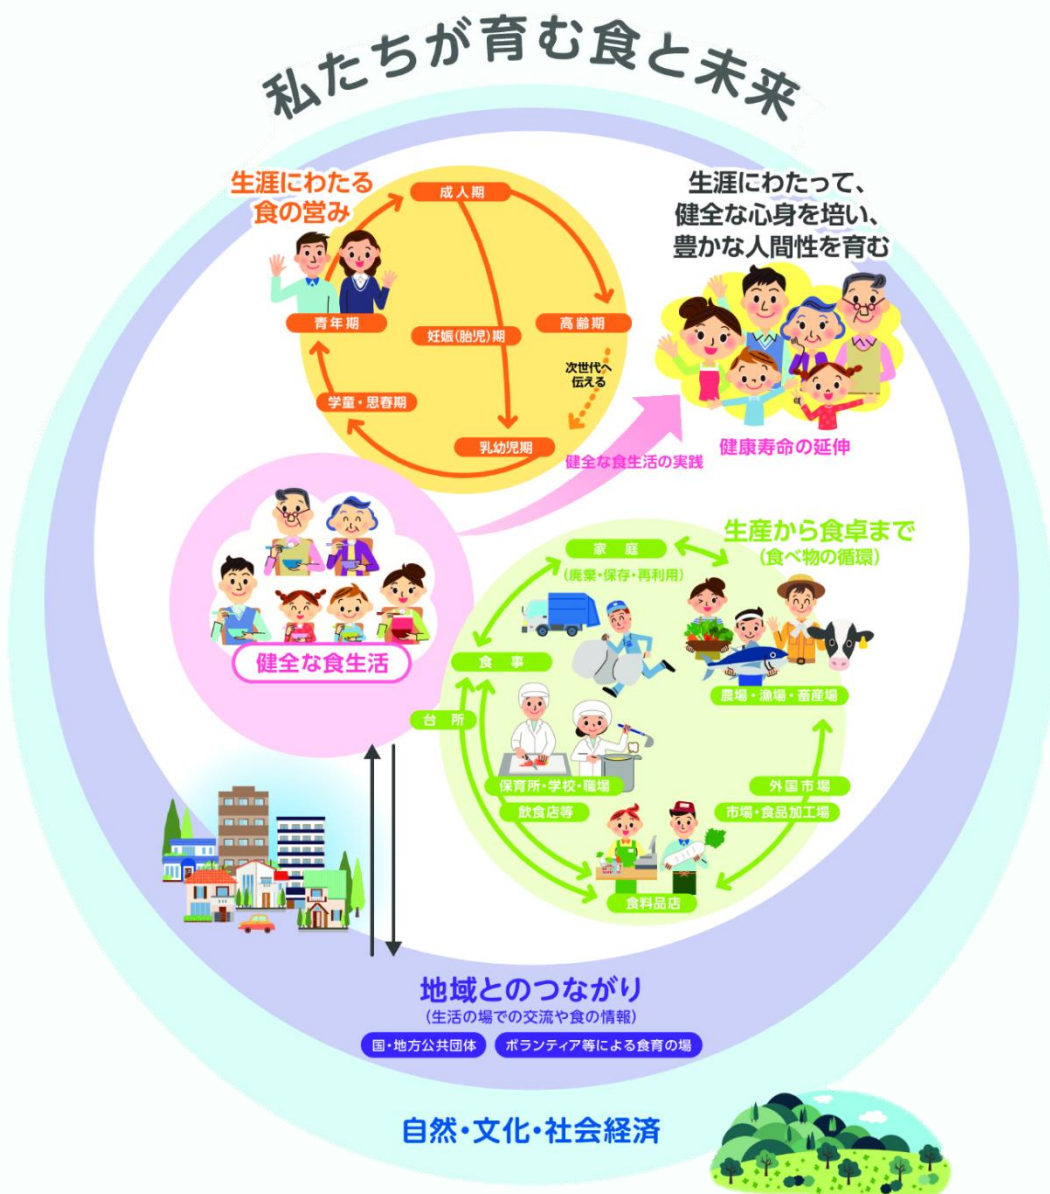 私たちが育む食と未来
生涯にわたる
食の営み
成人期
青年期
妊娠(胎児)期
高齢期
次世代へ
伝える
学童・思春期
乳幼児期
生涯にわたって、
健全な心身を培い、
豊かな人間性を育む
健全な食生活の実践
健康寿命の延伸
健全な食生活
生産から食卓まで
(食べ物の循環)
家庭
(廃棄・保存・再利用)
食事
農場・漁場・畜産場
台所
保育所・学校・職場
飲食店等
外国市場
市場・食品加工場
食料品店
地域とのつながり
(生活の場での交流や食の情報)
国・地方公共団体
ボランティア等による食育の場
自然・文化・社会経済